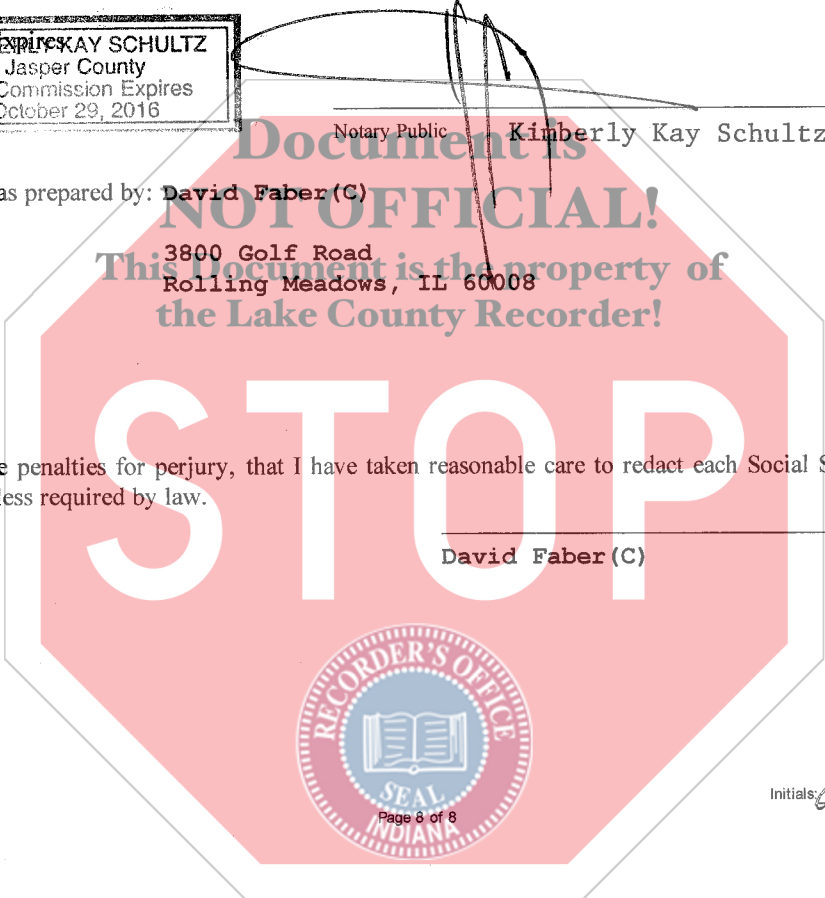 KAY SCHULTZ
Jasper County
Commission Expires
October 29, 2016
Notary Public Kimberly Kay Schultz
Document is
as prepared by: David Faber(C)
NOT OFFICIAL!
3800 Golf Road
This Document is the property of
Rolling Meadows, IL 60008
the Lake County Recorder!
STOP
e penalties for perjury, that I have taken reasonable care to redact each Social S
less required by law.
David Faber(C)
RECORDER'S OFFICE
SEAL
INDIANA
Initials:
Page 8 of 8